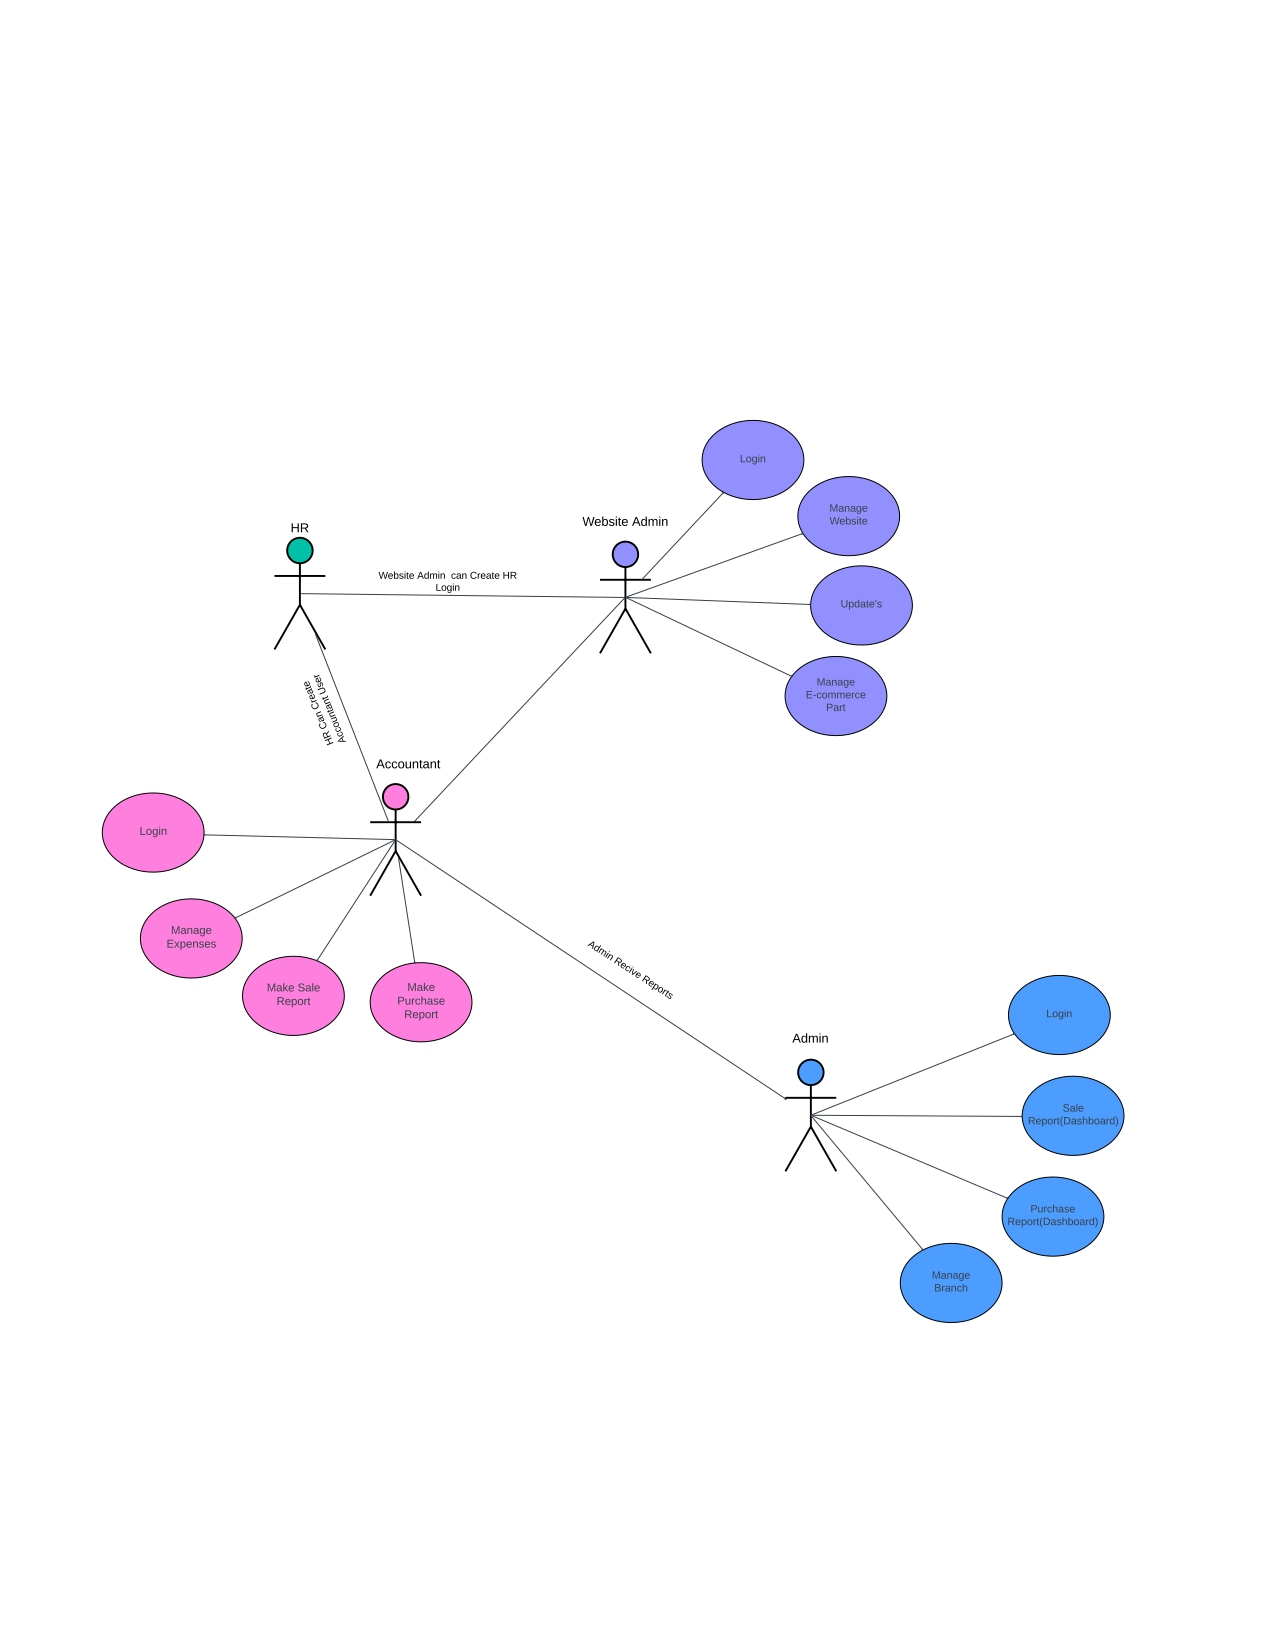 Login
Manage
Website
HR
Website Admin
Website Admin  can Create HR
Login
Update's
Manage
E-commerce
Part
HR Can Create
Accountant User
Accountant
Login
Manage
Expenses
Make Sale
Report
Make
Purchase
Report
Admin Recive Reports
Admin
Login
Sale
Report(Dashboard)
Purchase
Report(Dashboard)
Manage
Branch